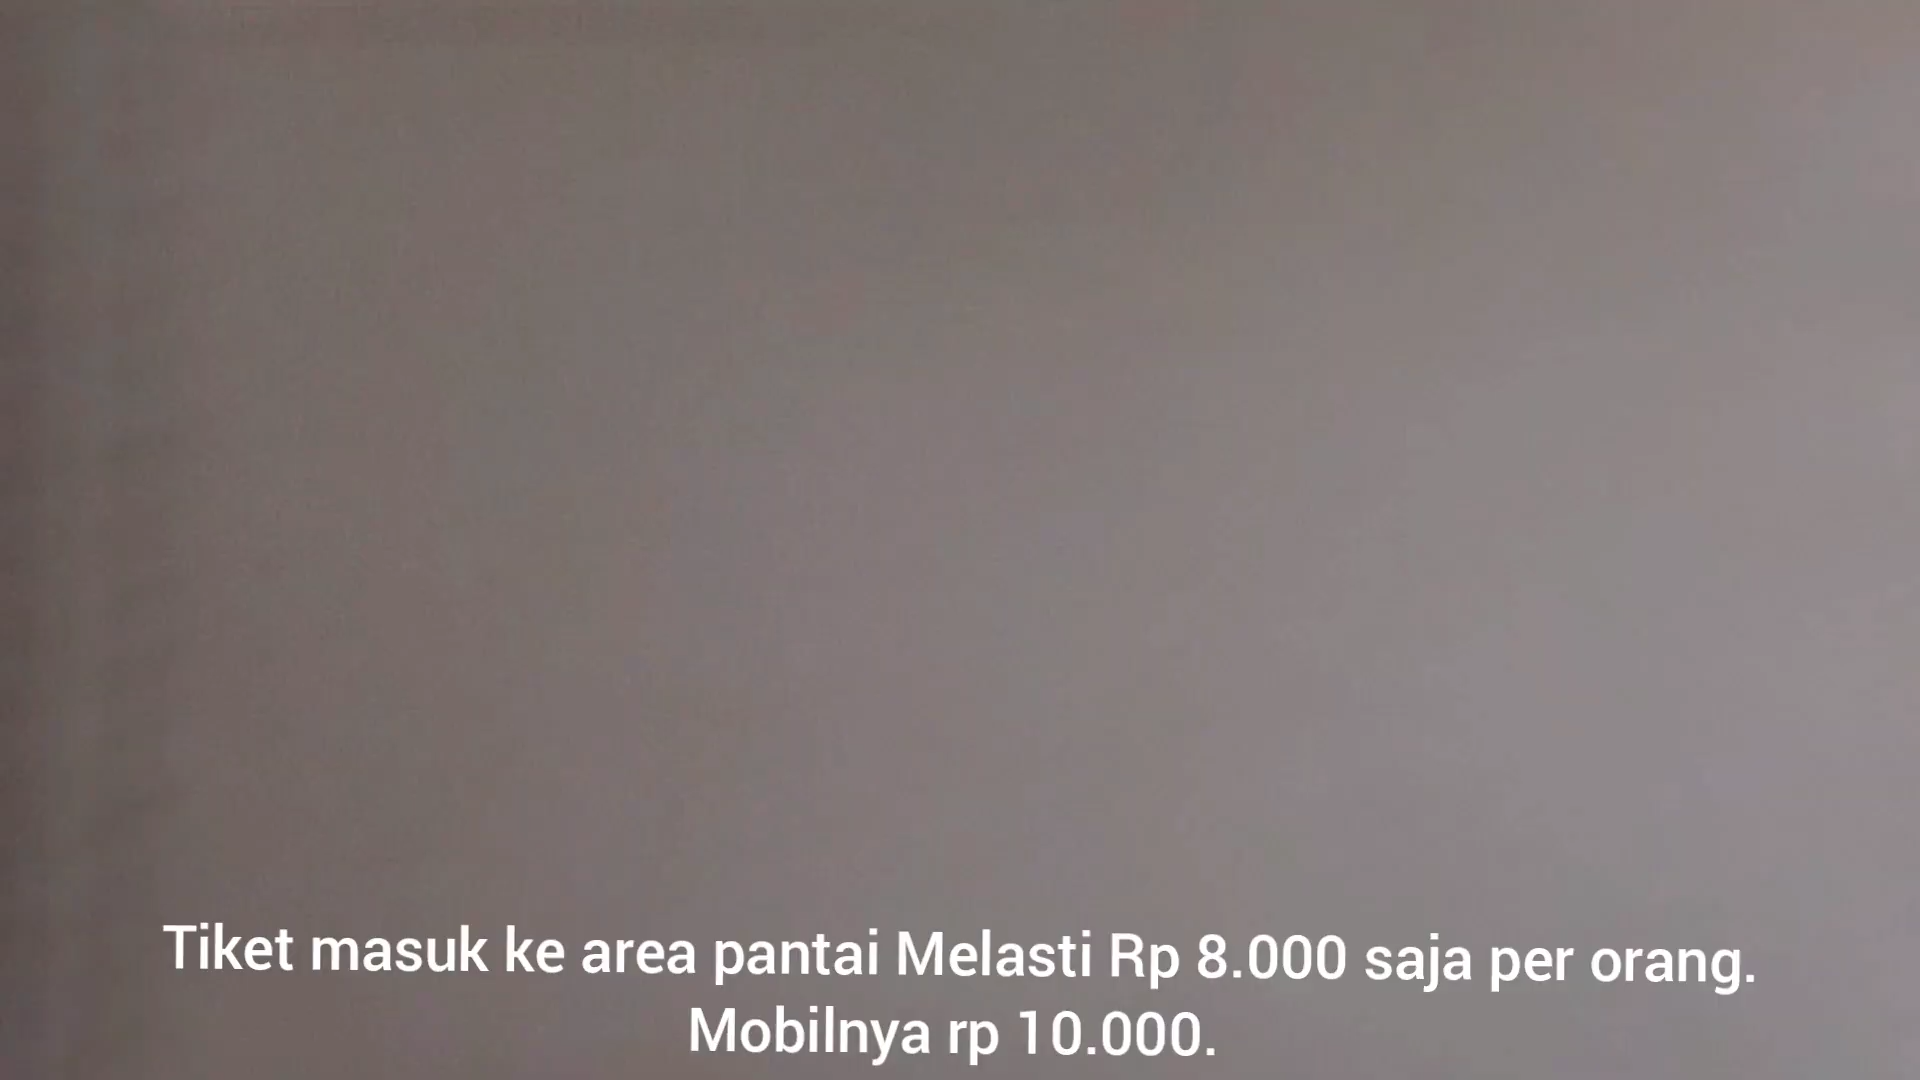 Tiket masuk ke area pantai Melasti Rp 8.000 saja per orang.
Mobilnya rp 10.000.